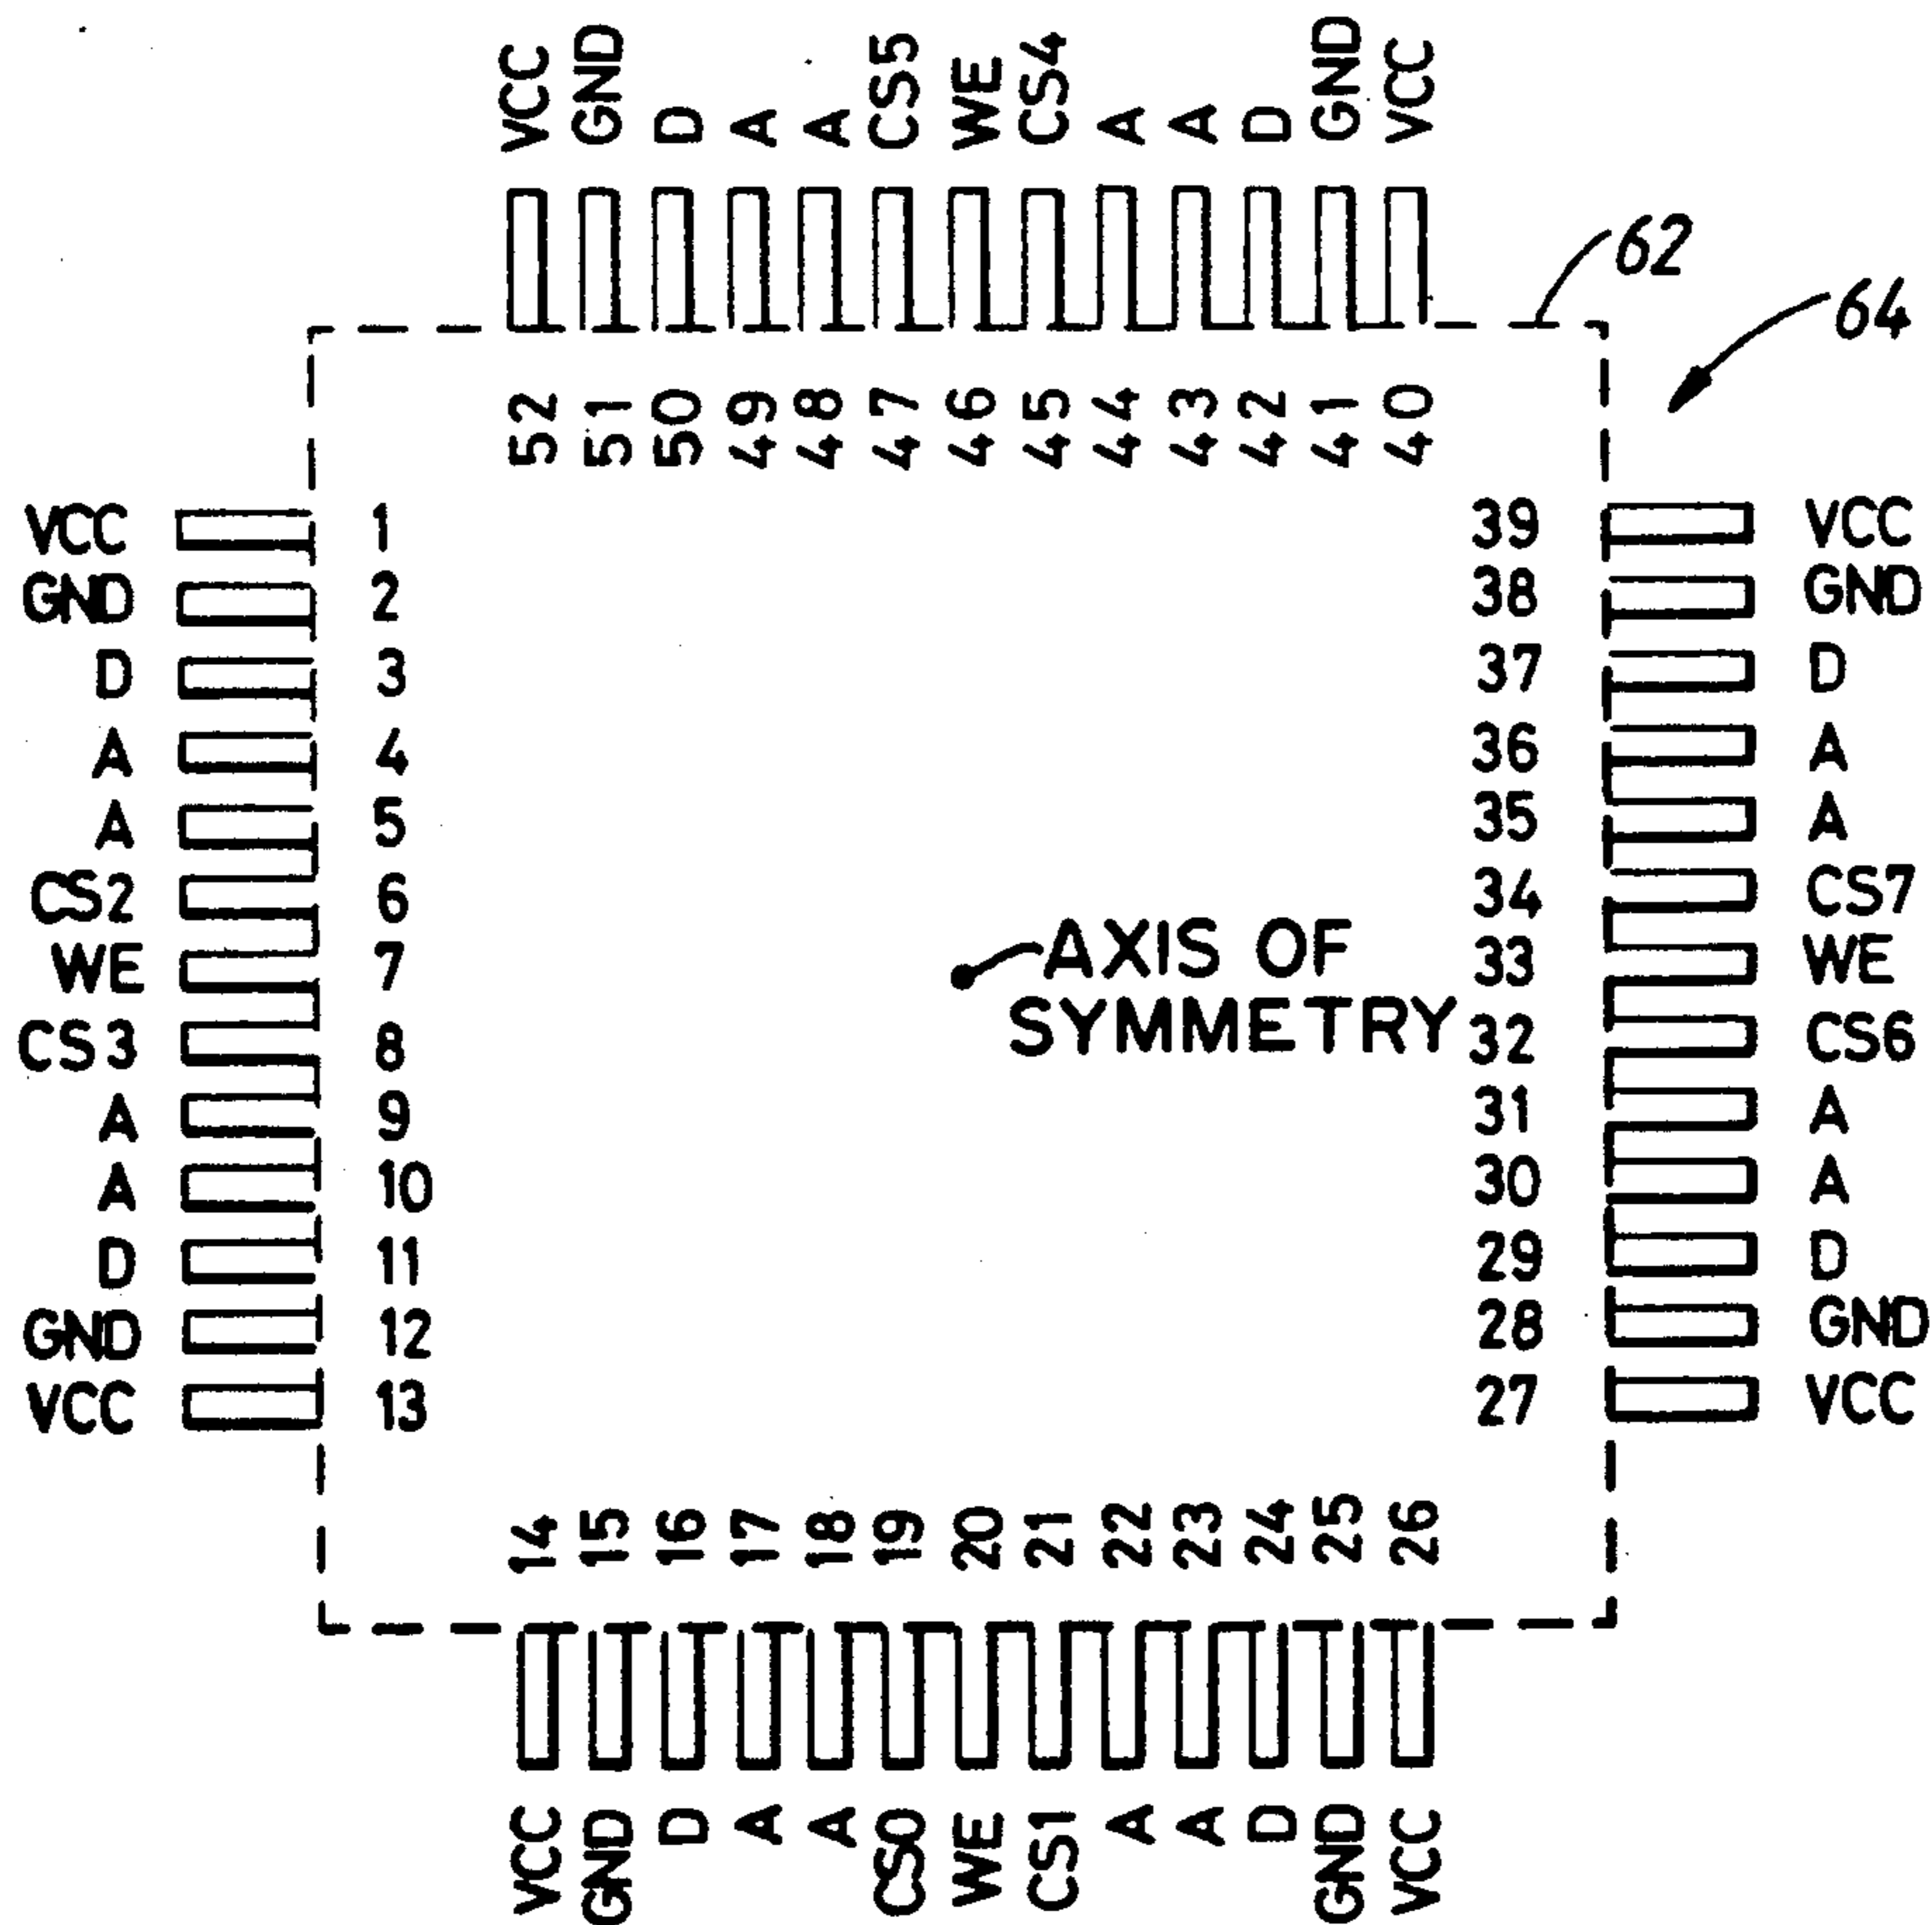 VCC GND D A A CS5 WE CS4 A A D GND VCC
62
64
52 51 50 49 48 47 46 45 44 43 42 41 40
VCC 1 39 VCC
GND 2 38 GND
D 3 37 D
A 4 36 A
A 5 35 A
CS2 6 34 CS7
WE 7 AXIS OF 33 WE
CS3 8 SYMMETRY 32 CS6
A 9 31 A
A 10 30 A
D 11 29 D
GND 12 28 GND
VCC 13 27 VCC
14 15 16 17 18 19 20 21 22 23 24 25 26
VCC GND D A A CS0 WE CS1 A A D GND VCC